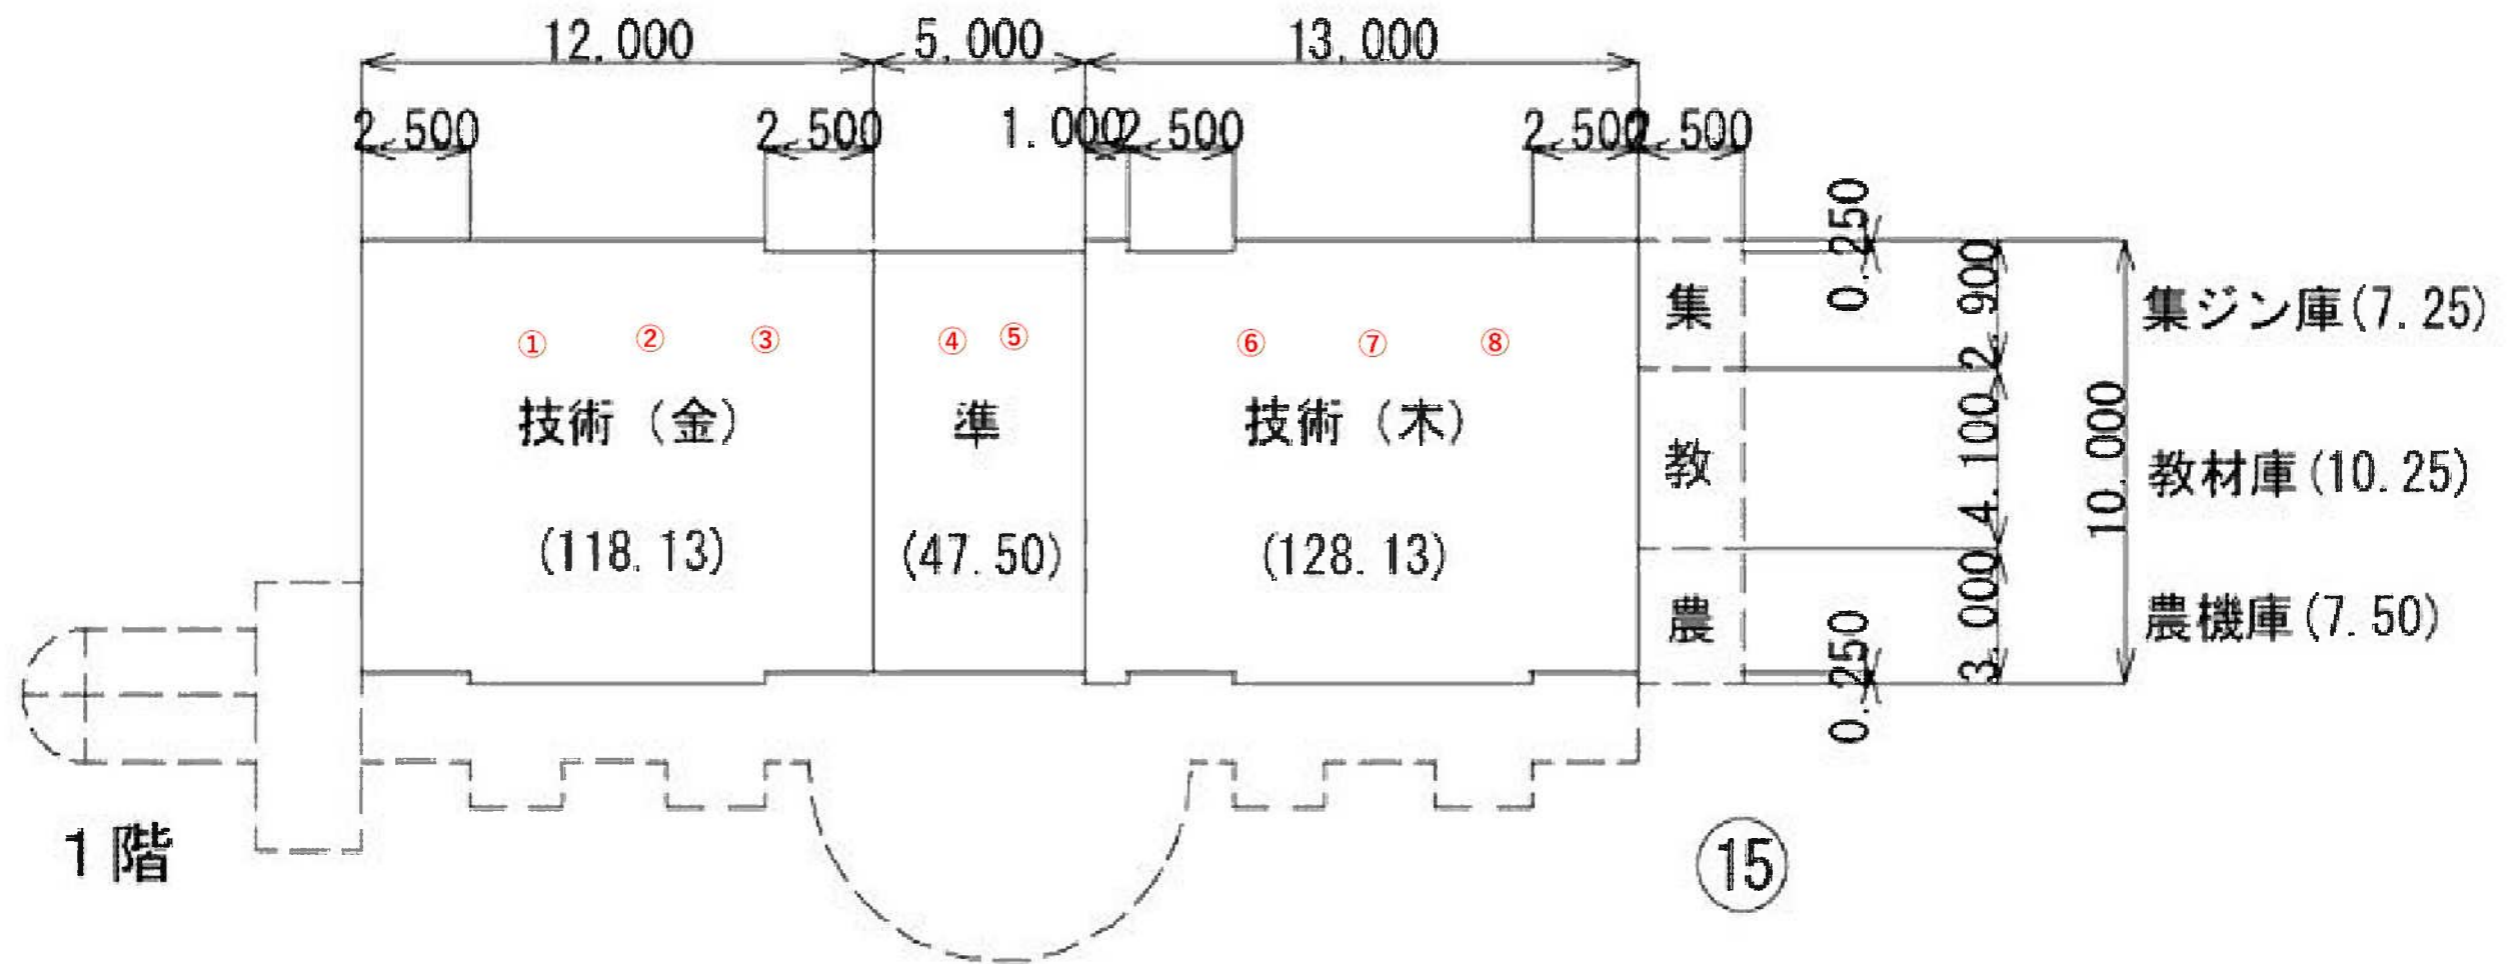 12.000 5.000 13.000
2.500 2.500 1.000 2.500 2.500 2.500
0.250
2.900
集 集ジン庫(7.25)
① ② ③ ④ ⑤ ⑥ ⑦ ⑧
技術（金） 準 技術（木）
4.100
10.000
教 教材庫(10.25)
(118.13) (47.50) (128.13)
農 農機庫(7.50)
3.000
0.250
1階
⑮